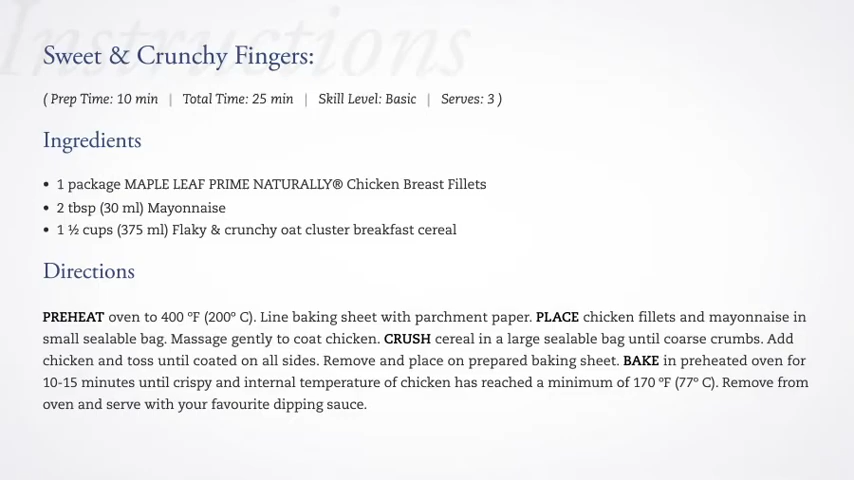 Instructions
Sweet & Crunchy Fingers:
( Prep Time: 10 min | Total Time: 25 min | Skill Level: Basic | Serves: 3 )
Ingredients
• 1 package MAPLE LEAF PRIME NATURALLY® Chicken Breast Fillets
• 2 tbsp (30 ml) Mayonnaise
• 1 ½ cups (375 ml) Flaky & crunchy oat cluster breakfast cereal
Directions
PREHEAT oven to 400 ºF (200º C). Line baking sheet with parchment paper. PLACE chicken fillets and mayonnaise in
small sealable bag. Massage gently to coat chicken. CRUSH cereal in a large sealable bag until coarse crumbs. Add
chicken and toss until coated on all sides. Remove and place on prepared baking sheet. BAKE in preheated oven for
10-15 minutes until crispy and internal temperature of chicken has reached a minimum of 170 ºF (77º C). Remove from
oven and serve with your favourite dipping sauce.